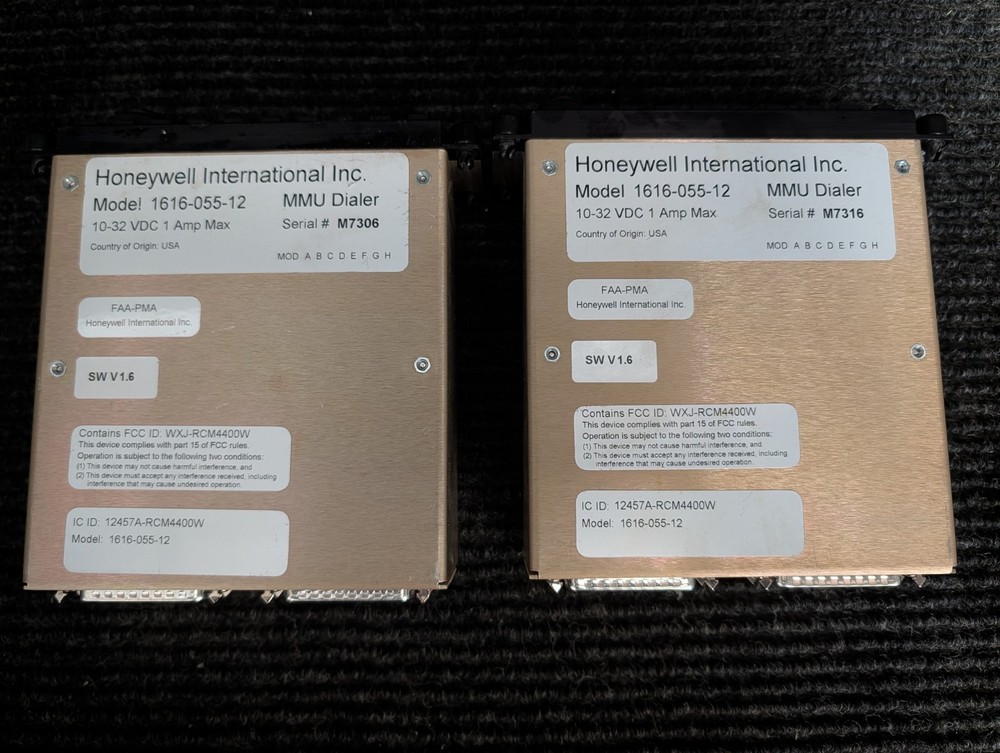 Honeywell International Inc.
Model 1616-055-12 MMU Dialer
10-32 VDC 1 Amp Max Serial # M7306
Country of Origin: USA
MOD A B C D E F G H
FAA-PMA
Honeywell International Inc.
SW V 1.6
Contains FCC ID: WXJ-RCM4400W
This device complies with part 15 of FCC rules.
Operation is subject to the following two conditions:
(1) This device may not cause harmful interference, and
(2) This device must accept any interference received, including
interference that may cause undesired operation.
IC ID: 12457A-RCM4400W
Model: 1616-055-12
Honeywell International Inc.
Model 1616-055-12 MMU Dialer
10-32 VDC 1 Amp Max Serial # M7316
Country of Origin: USA
MOD A B C D E F G H
FAA-PMA
Honeywell International Inc.
SW V 1.6
Contains FCC ID: WXJ-RCM4400W
This device complies with part 15 of FCC rules.
Operation is subject to the following two conditions:
(1) This device may not cause harmful interference, and
(2) This device must accept any interference received, including
interference that may cause undesired operation.
IC ID: 12457A-RCM4400W
Model: 1616-055-12